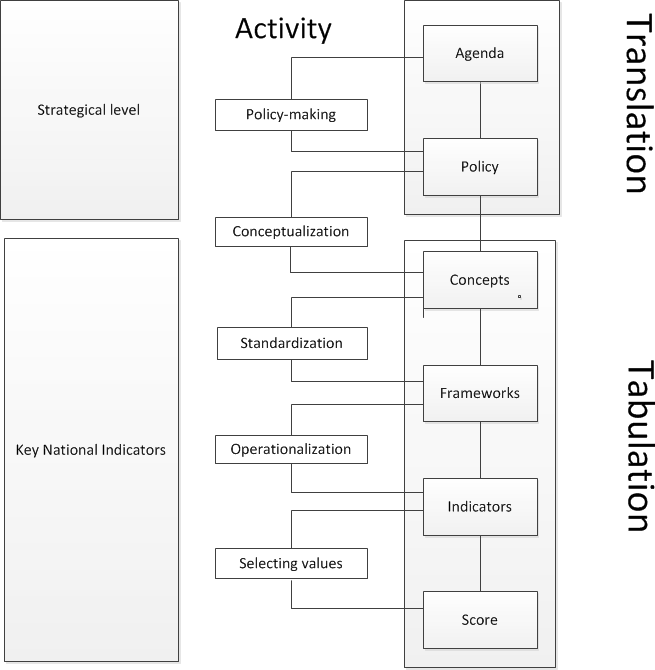 Activity
Translation
Agenda
Strategical level
Policy-making
Policy
Conceptualization
Concepts
Standardization
Frameworks
Tabulation
Key National Indicators
Operationalization
Indicators
Selecting values
Score